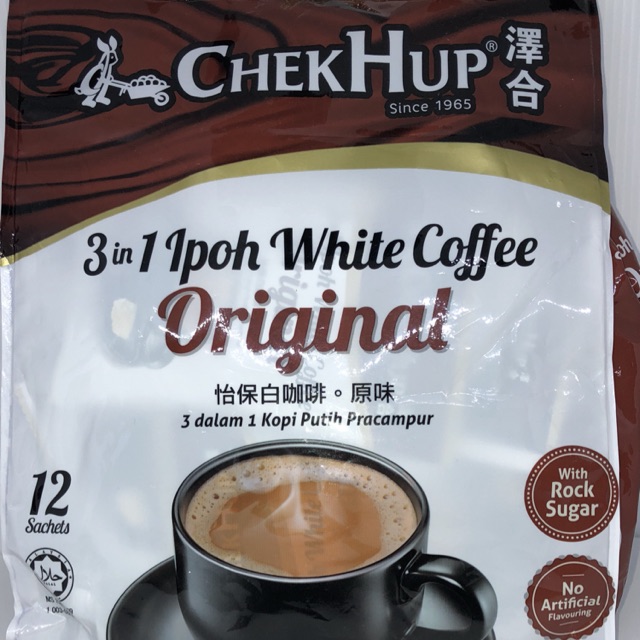 CHEKHUP® 澤合
Since 1965
3 in 1 Ipoh White Coffee
Original
怡保白咖啡。原味
3 dalam 1 Kopi Putih Pracampur
12
Sachets
With
Rock
Sugar
No
Artificial
Flavouring